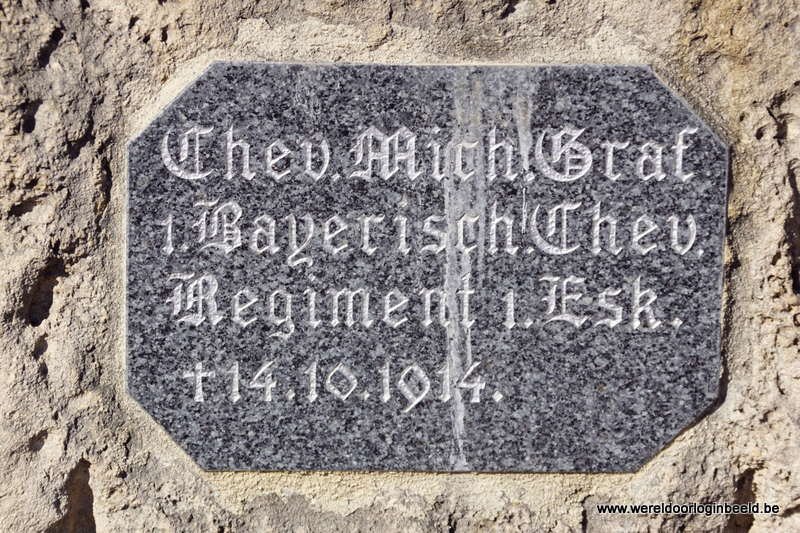 Chev. Mich. Graf
1. Bayerisch. Chev.
Regiment 1. Esk.
† 14.10.1914.
www.wereldoorloginbeeld.be